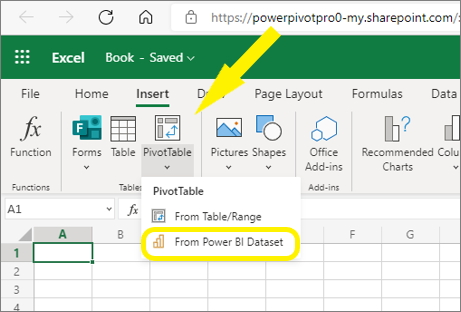 https://powerpivotpro0-my.sharepoint.com/
Excel Book - Saved
File Home Insert Page Layout Formulas Data
fx
Function Forms Table PivotTable Pictures Shapes Office Add-ins Recommended Charts
Functions Tables Add-ins
PivotTable
From Table/Range
A1 fx
From Power BI Dataset
A B F G
1
2
3
4